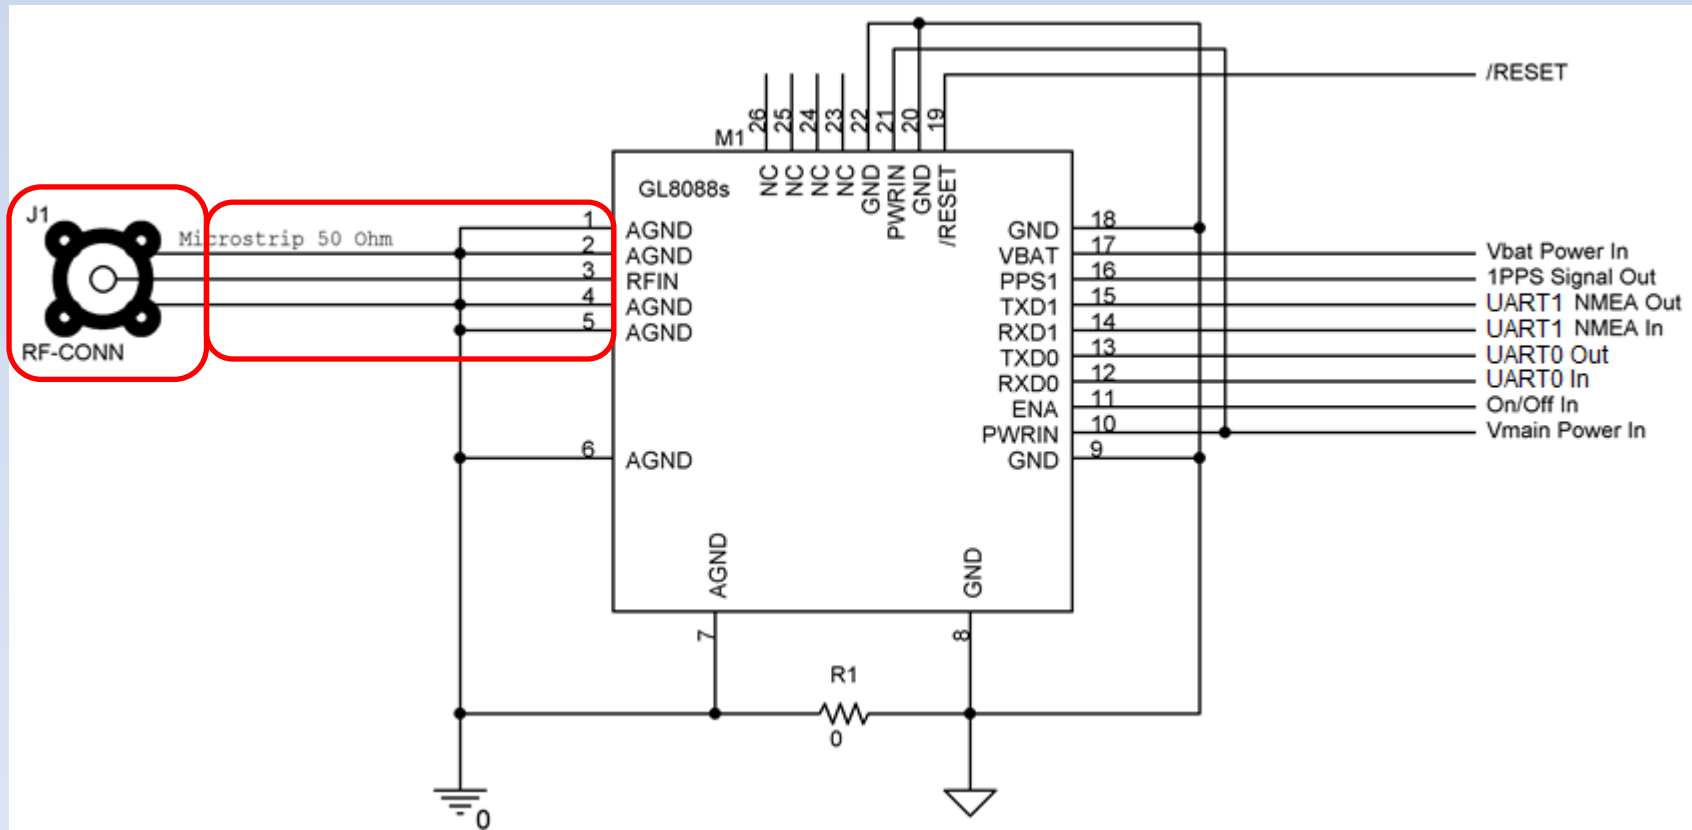 /RESET
26
25
24
23
22
21
20
19
M1
NC
NC
NC
NC
GND
PWRIN
GND
/RESET
GL8088s
J1
Microstrip 50 Ohm
RF-CONN
1 AGND
2 AGND
3 RFIN
4 AGND
5 AGND
6 AGND
GND 18
VBAT 17 Vbat Power In
PPS1 16 1PPS Signal Out
TXD1 15 UART1 NMEA Out
RXD1 14 UART1 NMEA In
TXD0 13 UART0 Out
RXD0 12 UART0 In
ENA 11 On/Off In
PWRIN 10 Vmain Power In
GND 9
AGND
GND
7
8
R1
0
0